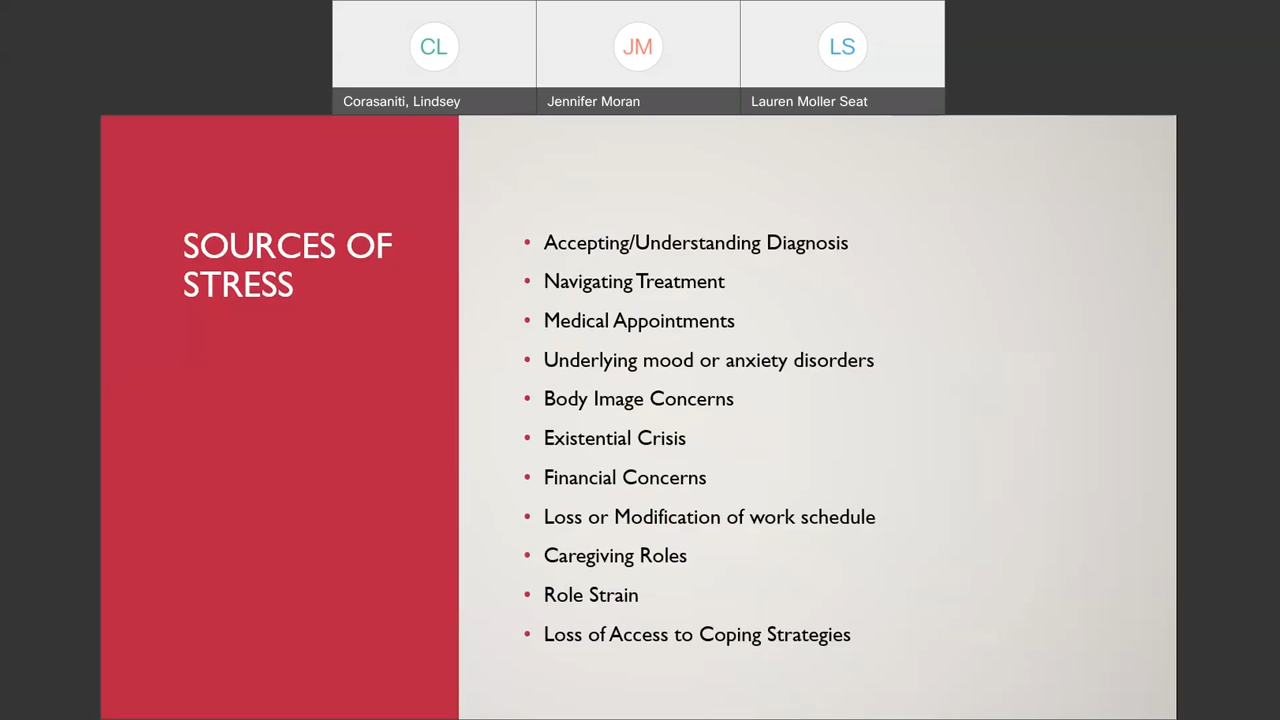 CL
JM
LS
Corasaniti, Lindsey
Jennifer Moran
Lauren Moller Seat
SOURCES OF
STRESS
• Accepting/Understanding Diagnosis
• Navigating Treatment
• Medical Appointments
• Underlying mood or anxiety disorders
• Body Image Concerns
• Existential Crisis
• Financial Concerns
• Loss or Modification of work schedule
• Caregiving Roles
• Role Strain
• Loss of Access to Coping Strategies